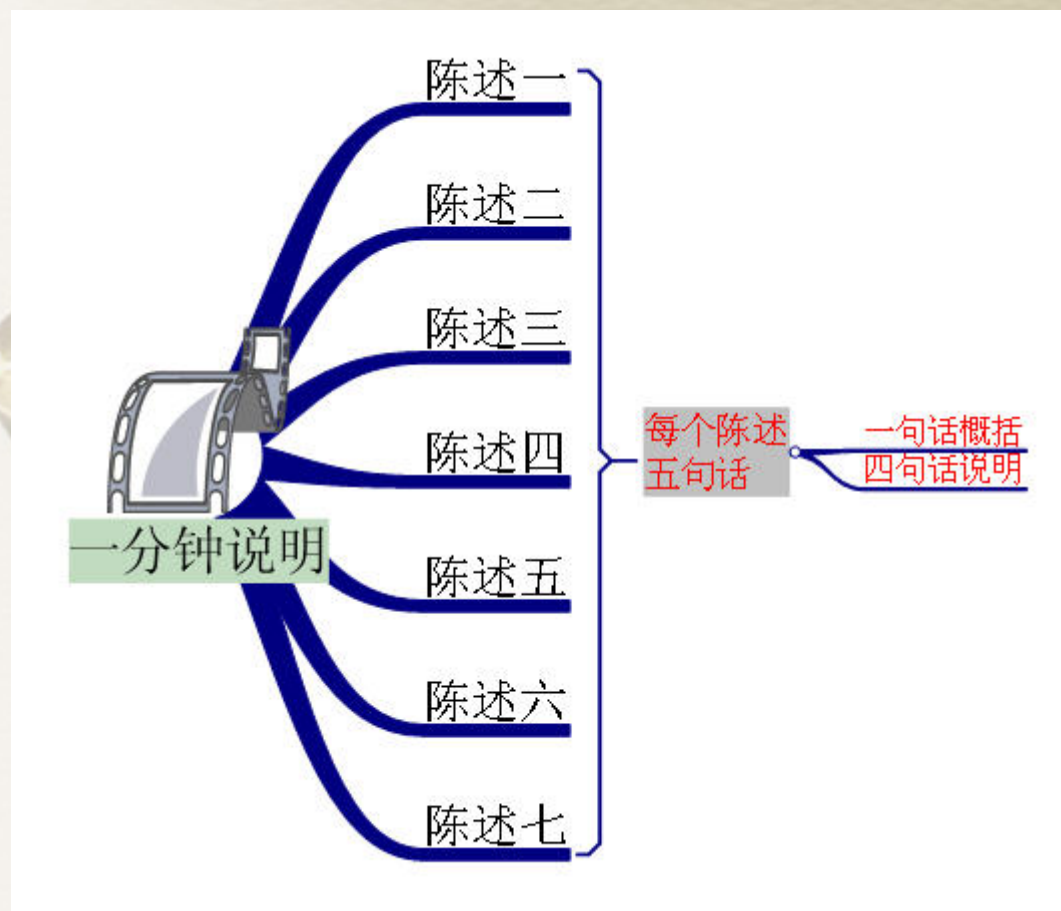 陈述一
陈述二
陈述三
陈述四
陈述五
陈述六
陈述七
一分钟说明
每个陈述
五句话
一句话概括
四句话说明